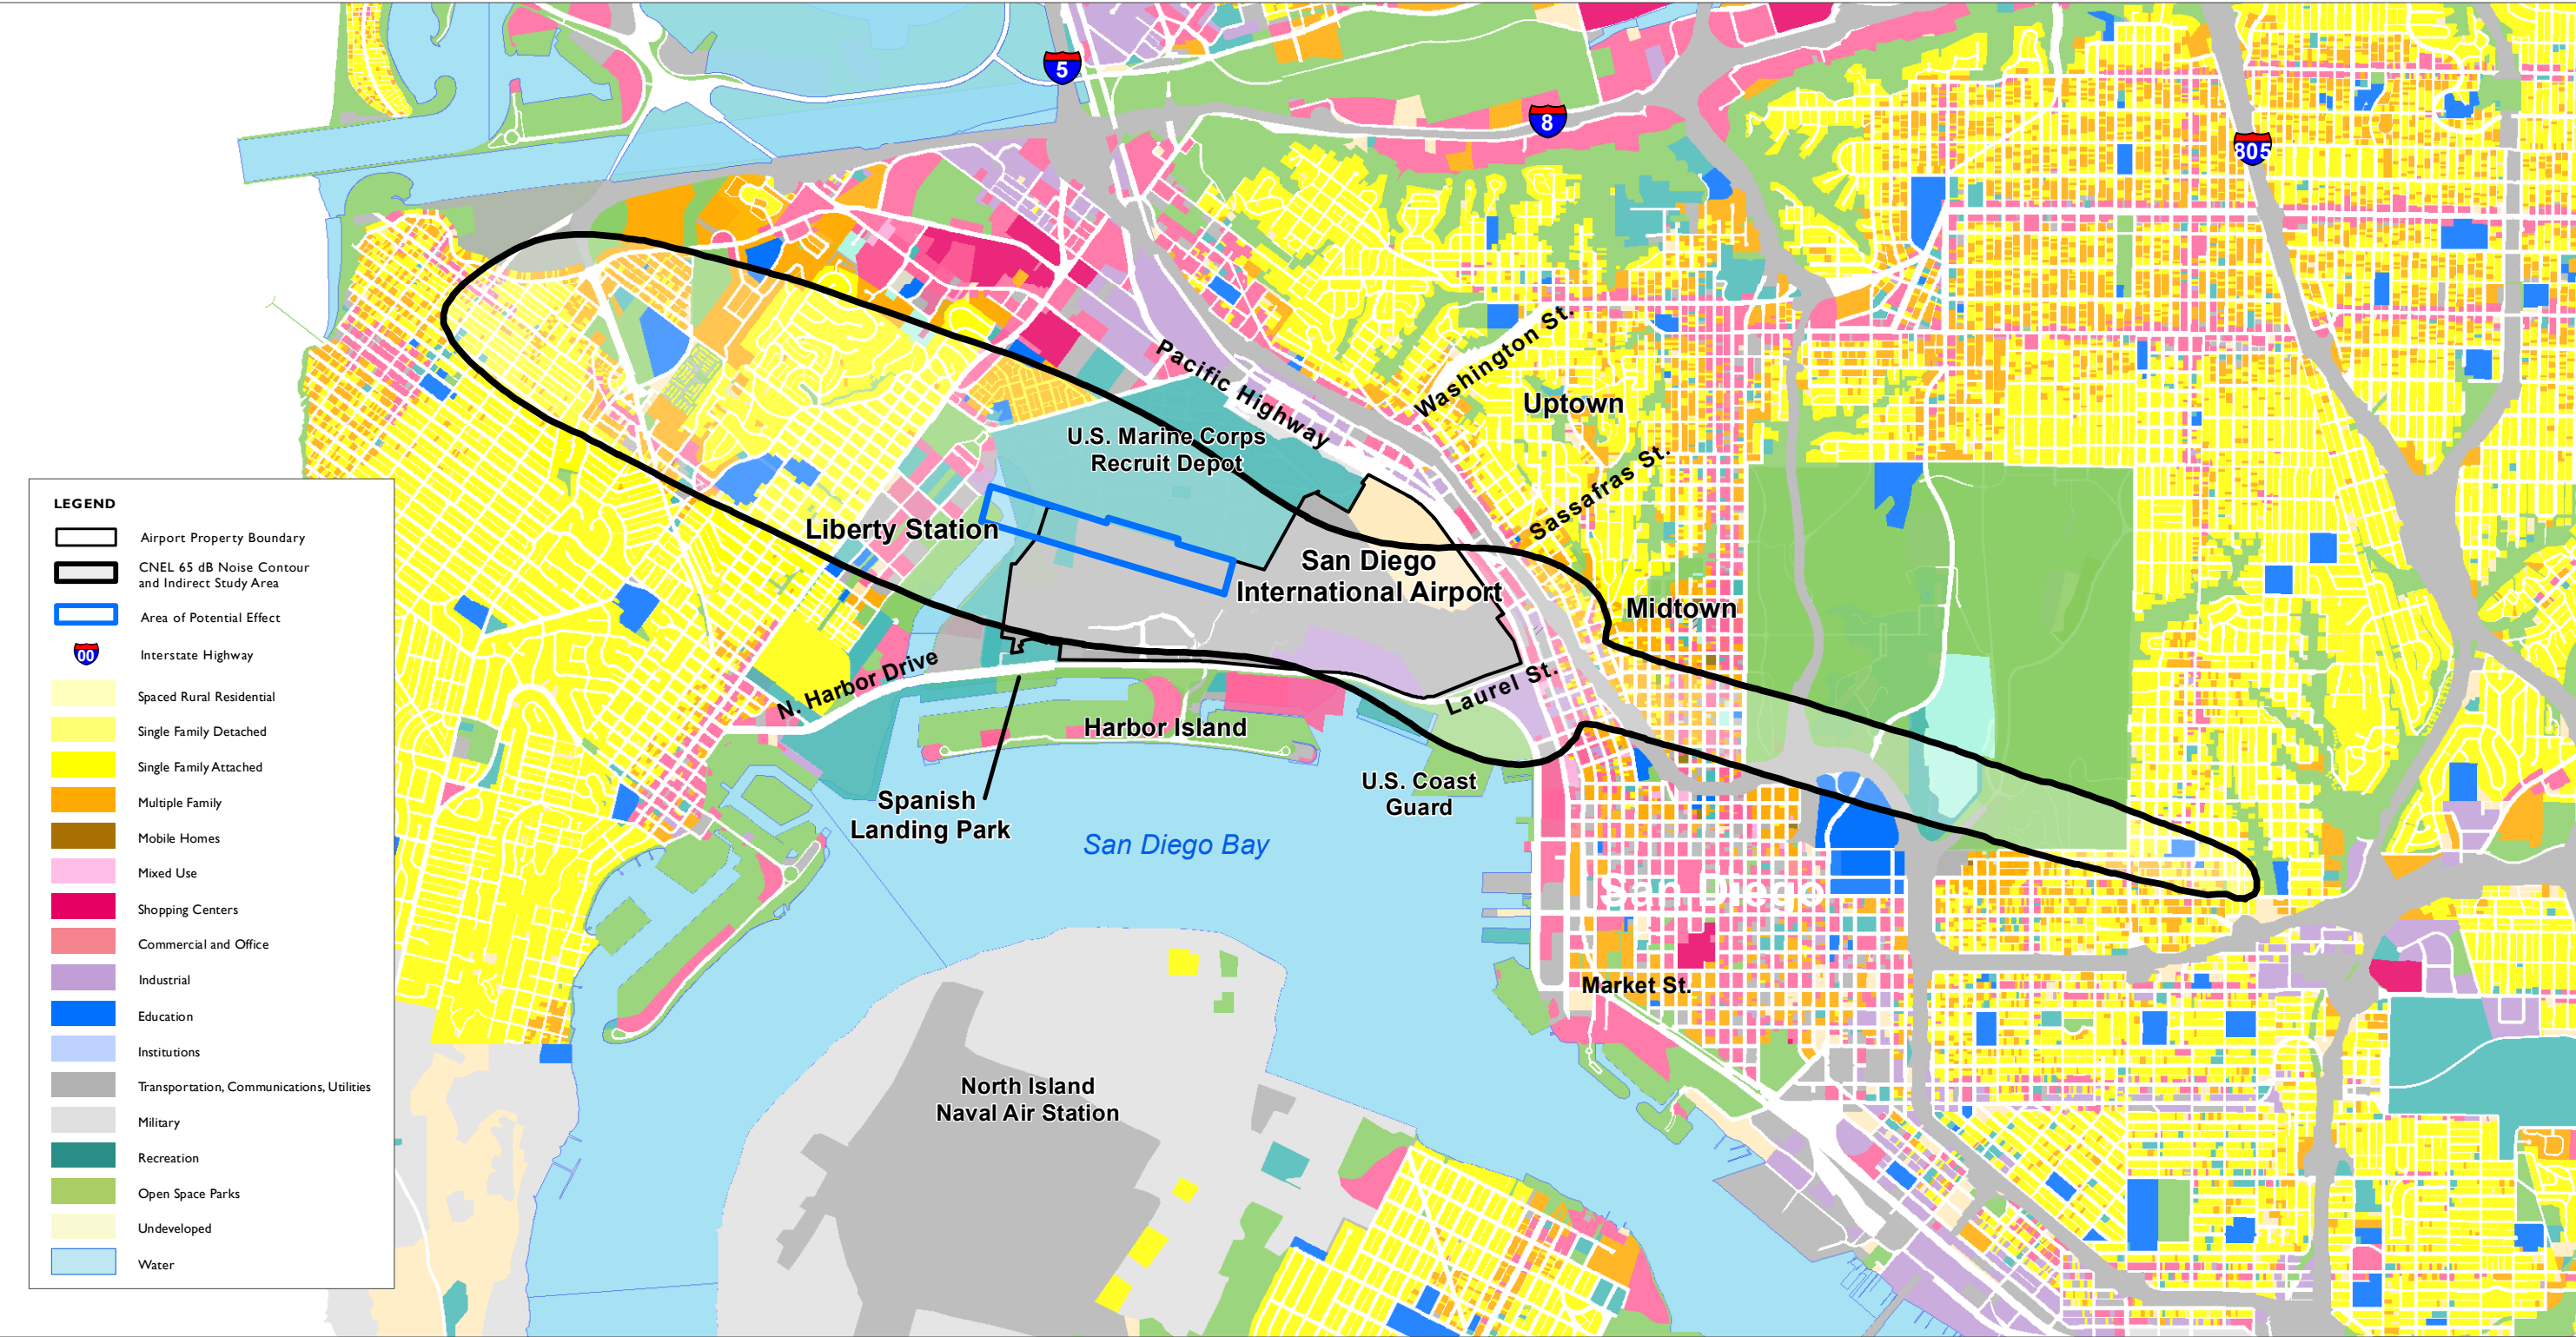 5
8
805
Pacific Highway
Washington St.
Uptown
Sassafras St.
U.S. Marine Corps
Recruit Depot
Liberty Station
San Diego
International Airport
Midtown
N. Harbor Drive
Laurel St.
Harbor Island
Spanish
Landing Park
U.S. Coast
Guard
San Diego Bay
San Diego
Market St.
North Island
Naval Air Station
LEGEND
Airport Property Boundary
CNEL 65 dB Noise Contour
and Indirect Study Area
Area of Potential Effect
00 Interstate Highway
Spaced Rural Residential
Single Family Detached
Single Family Attached
Multiple Family
Mobile Homes
Mixed Use
Shopping Centers
Commercial and Office
Industrial
Education
Institutions
Transportation, Communications, Utilities
Military
Recreation
Open Space Parks
Undeveloped
Water